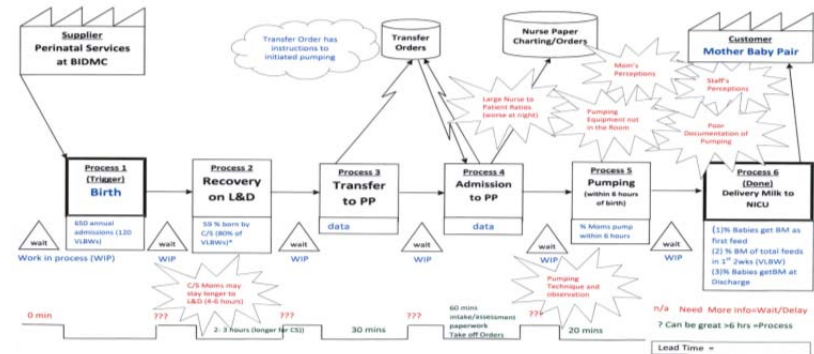 Supplier
Perinatal Services
at BIDMC
Transfer Order has
instructions to
initiated pumping
Transfer
Orders
Nurse Paper
Charting/Orders
Customer
Mother Baby Pair
Mom's
Perceptions
Staff's
Perceptions
Large Nurse to
Patient Ratios
(worse at night)
Pumping
Equipment not
in the Room
Poor
Documentation of
Pumping
Process 1
(Trigger)
Birth
650 annual
admissions (120
VLBWs)
Process 2
Recovery
on L&D
59 % born by
C/S (80% of
VLBWs)*
Process 3
Transfer
to PP
data
Process 4
Admission
to PP
data
Process 5
Pumping
(within 6 hours
of birth)
% Moms pump
within 6 hours
Process 6
(Done)
Delivery Milk to
NICU
(1)% Babies get BM as
first feed
(2) % BM of total feeds
in 1st 2wks (VLBW)
(3)% Babies getBM at
Discharge
wait
wait
wait
wait
wait
wait
Work in process (WIP)
WIP
WIP
WIP
WIP
WIP
C/S Moms may
stay longer to
L&D (4-6 hours)
Pumping
Technique and
observation
0 min
???
2- 3 hours (longer for CS))
???
30 mins
???
60 mins
intake/assessment
paperwork
Take off Orders
???
20 mins
n/a Need More info=Wait/Delay
? Can be great >6 hrs =Process
Lead Time =